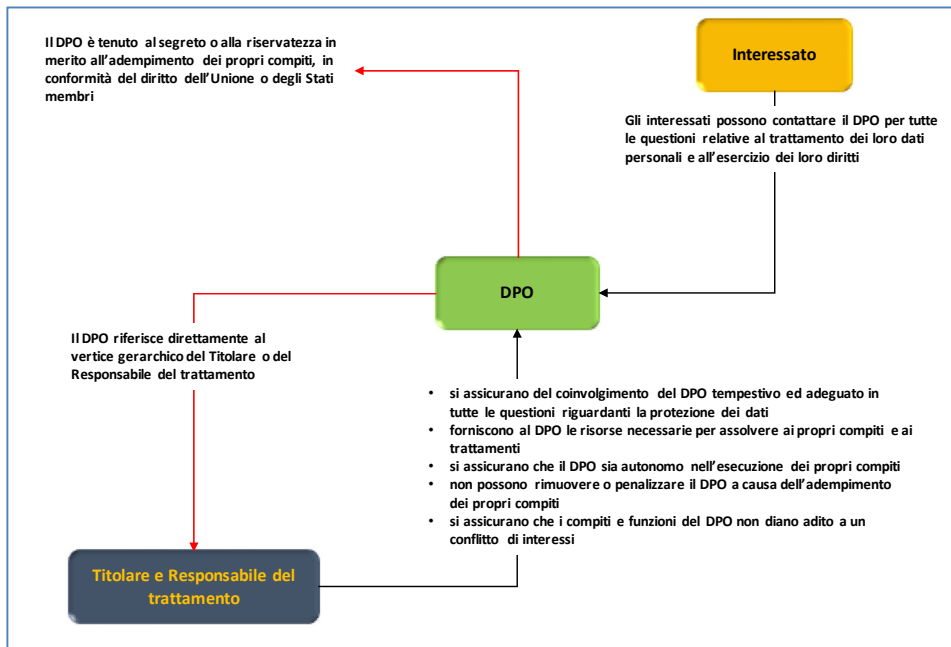 Il DPO è tenuto al segreto o alla riservatezza in
merito all'adempimento dei propri compiti, in
conformità del diritto dell'Unione o degli Stati
membri
Interessato
Gli interessati possono contattare il DPO per tutte
le questioni relative al trattamento dei loro dati
personali e all'esercizio dei loro diritti
DPO
Il DPO riferisce direttamente al
vertice gerarchico del Titolare o del
Responsabile del trattamento
• si assicurano del coinvolgimento del DPO tempestivo ed adeguato in
tutte le questioni riguardanti la protezione dei dati
• forniscono al DPO le risorse necessarie per assolvere ai propri compiti e ai
trattamenti
• si assicurano che il DPO sia autonomo nell'esecuzione dei propri compiti
• non possono rimuovere o penalizzare il DPO a causa dell'adempimento
dei propri compiti
• si assicurano che i compiti e funzioni del DPO non diano adito a un
conflitto di interessi
Titolare e Responsabile del
trattamento